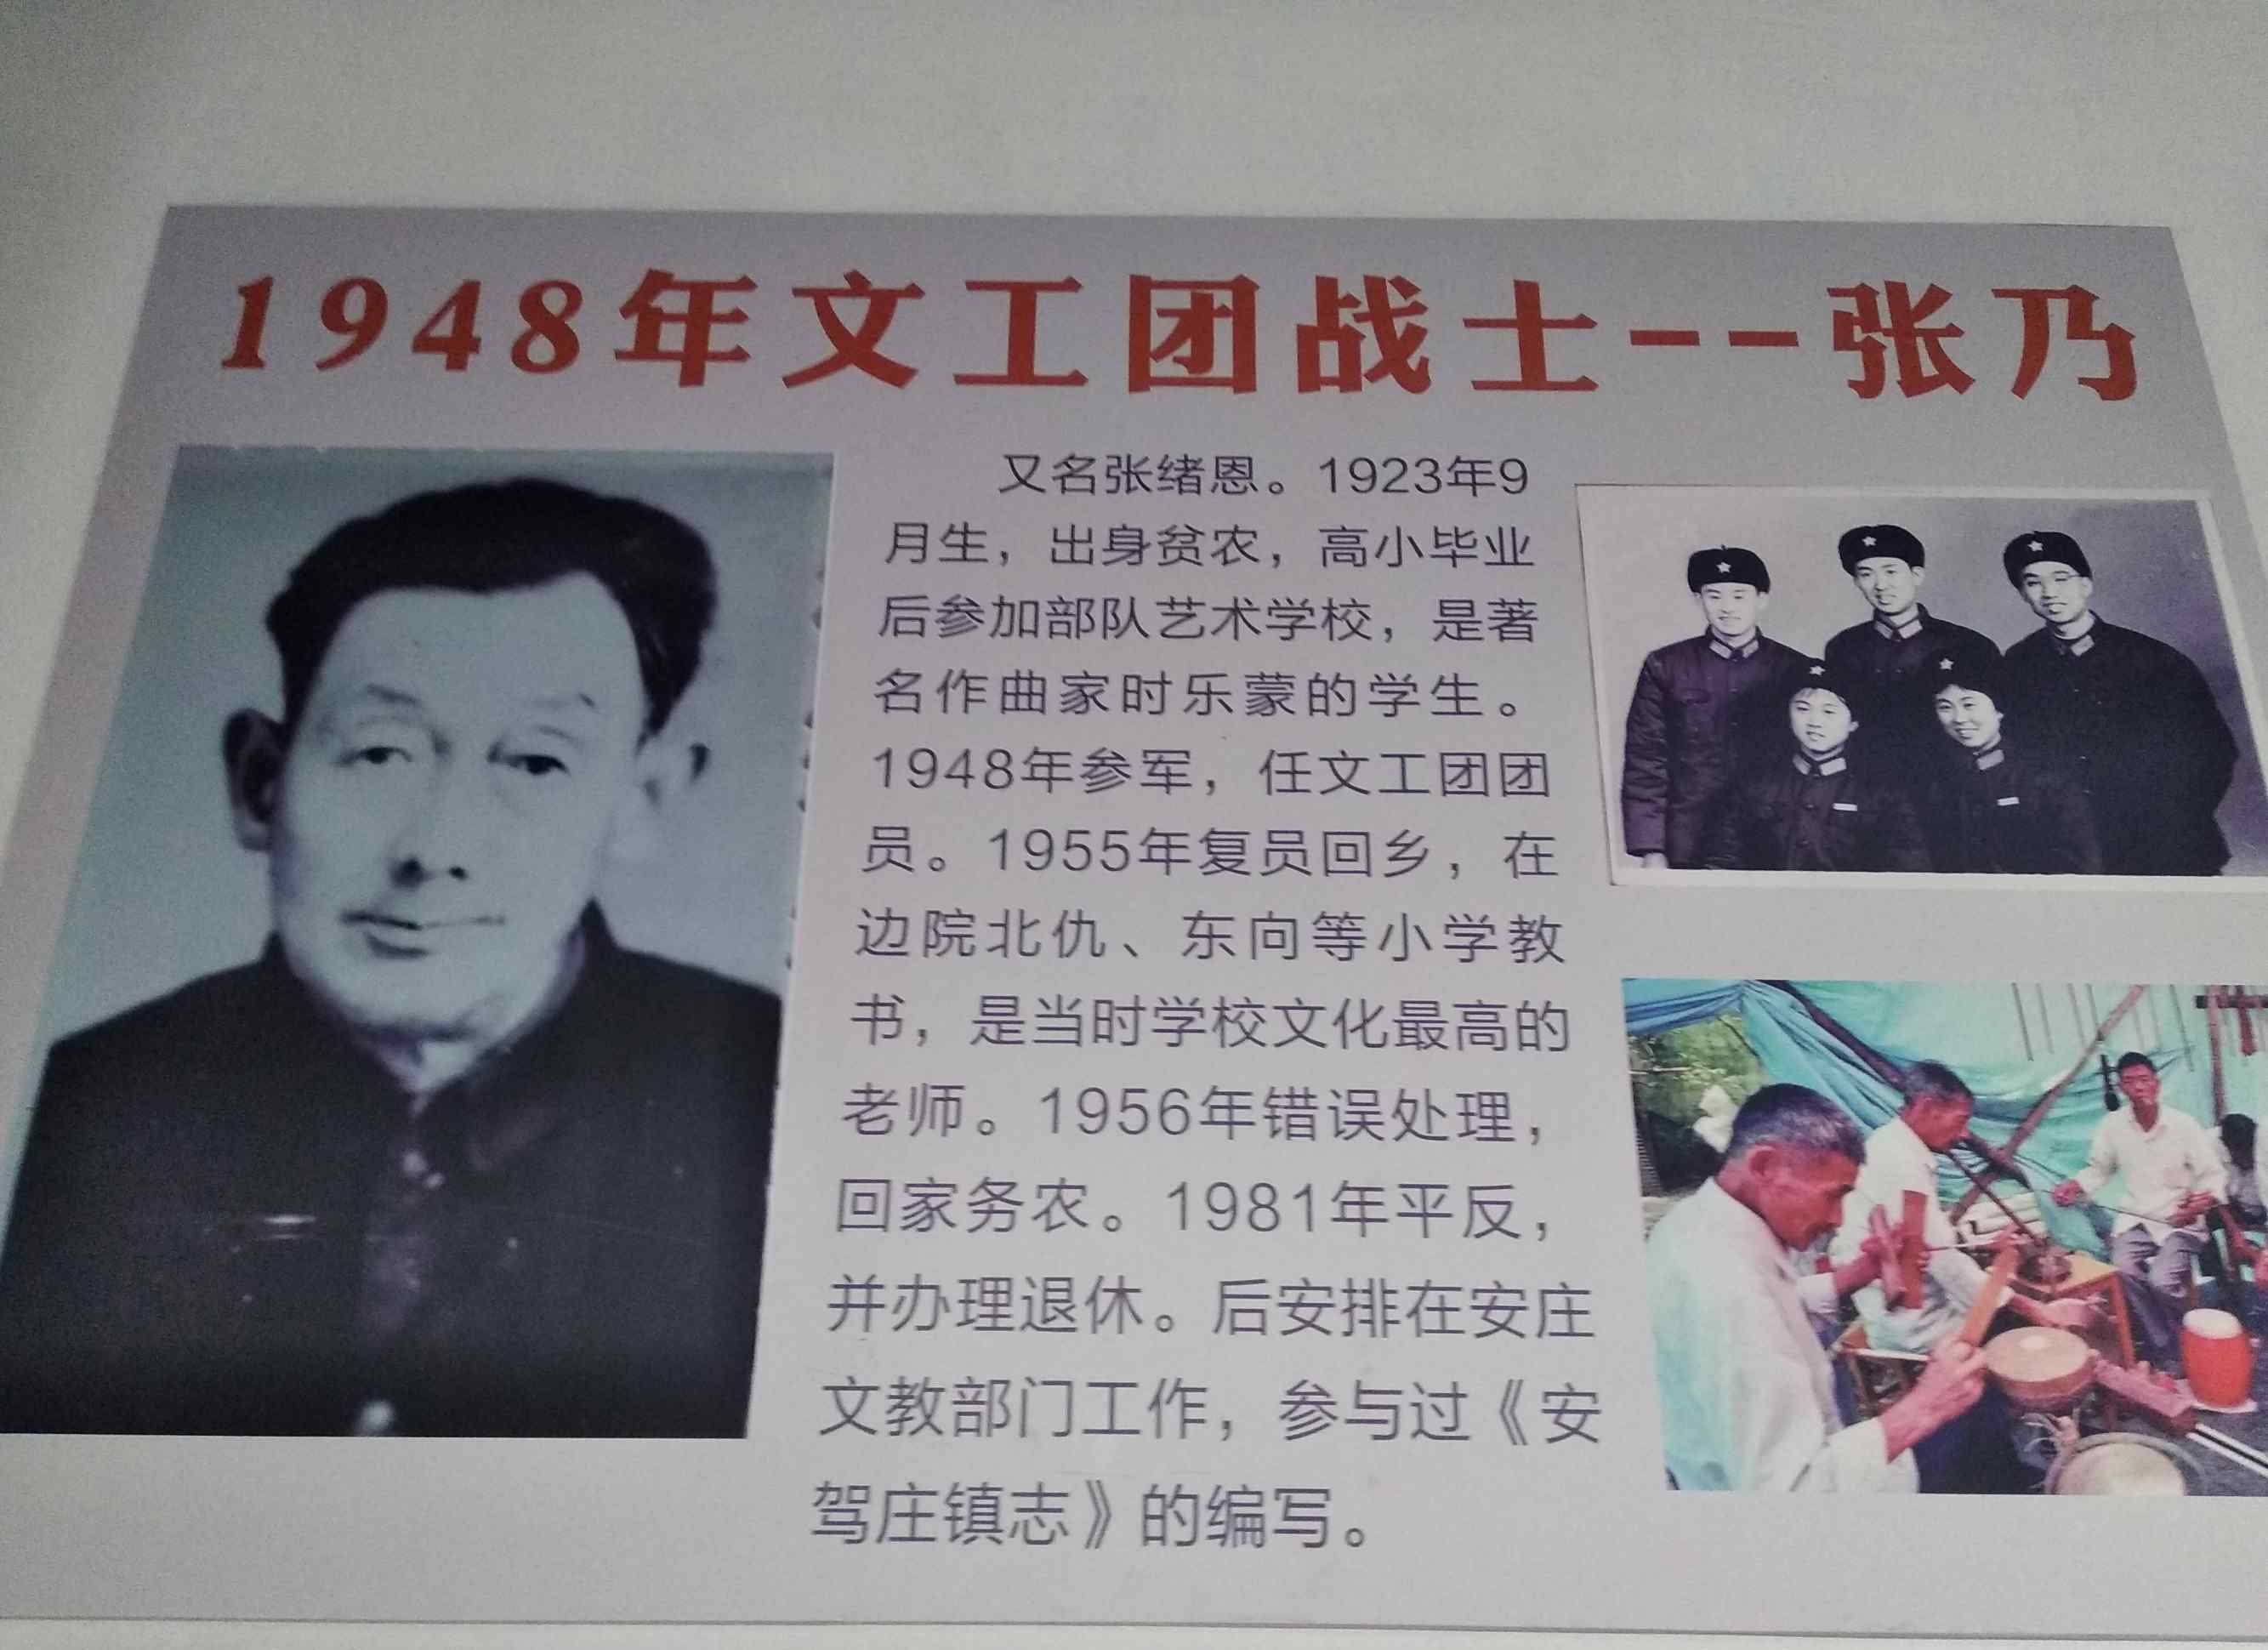 1948年文工团战士--张乃
又名张绪恩。1923年9
月生，出身贫农，高小毕业
后参加部队艺术学校，是著
名作曲家时乐蒙的学生。
1948年参军，任文工团团
员。1955年复员回乡，在
边院北仇、东向等小学教
书，是当时学校文化最高的
老师。1956年错误处理，
回家务农。1981年平反，
并办理退休。后安排在安庄
文教部门工作，参与过《安
驾庄镇志》的编写。